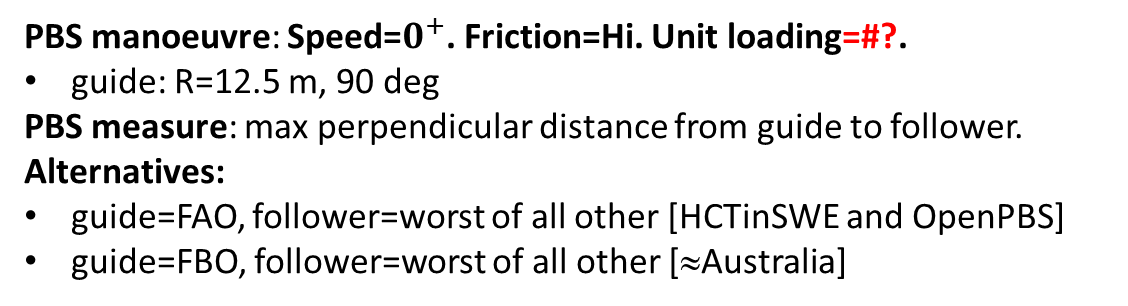 PBS manoeuvre: Speed=0⁺. Friction=Hi. Unit loading=#?.
• guide: R=12.5 m, 90 deg
PBS measure: max perpendicular distance from guide to follower.
Alternatives:
• guide=FAO, follower=worst of all other [HCTinSWE and OpenPBS]
• guide=FBO, follower=worst of all other [≈Australia]